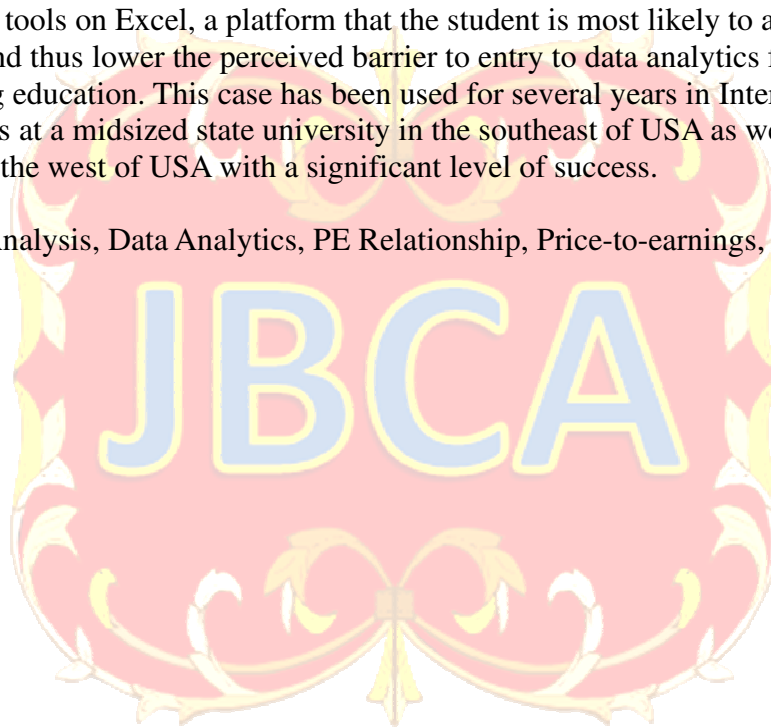 tools on Excel, a platform that the student is most likely to a
nd thus lower the perceived barrier to entry to data analytics f
g education. This case has been used for several years in Inter
s at a midsized state university in the southeast of USA as we
the west of USA with a significant level of success.
nalysis, Data Analytics, PE Relationship, Price-to-earnings,
JBCA